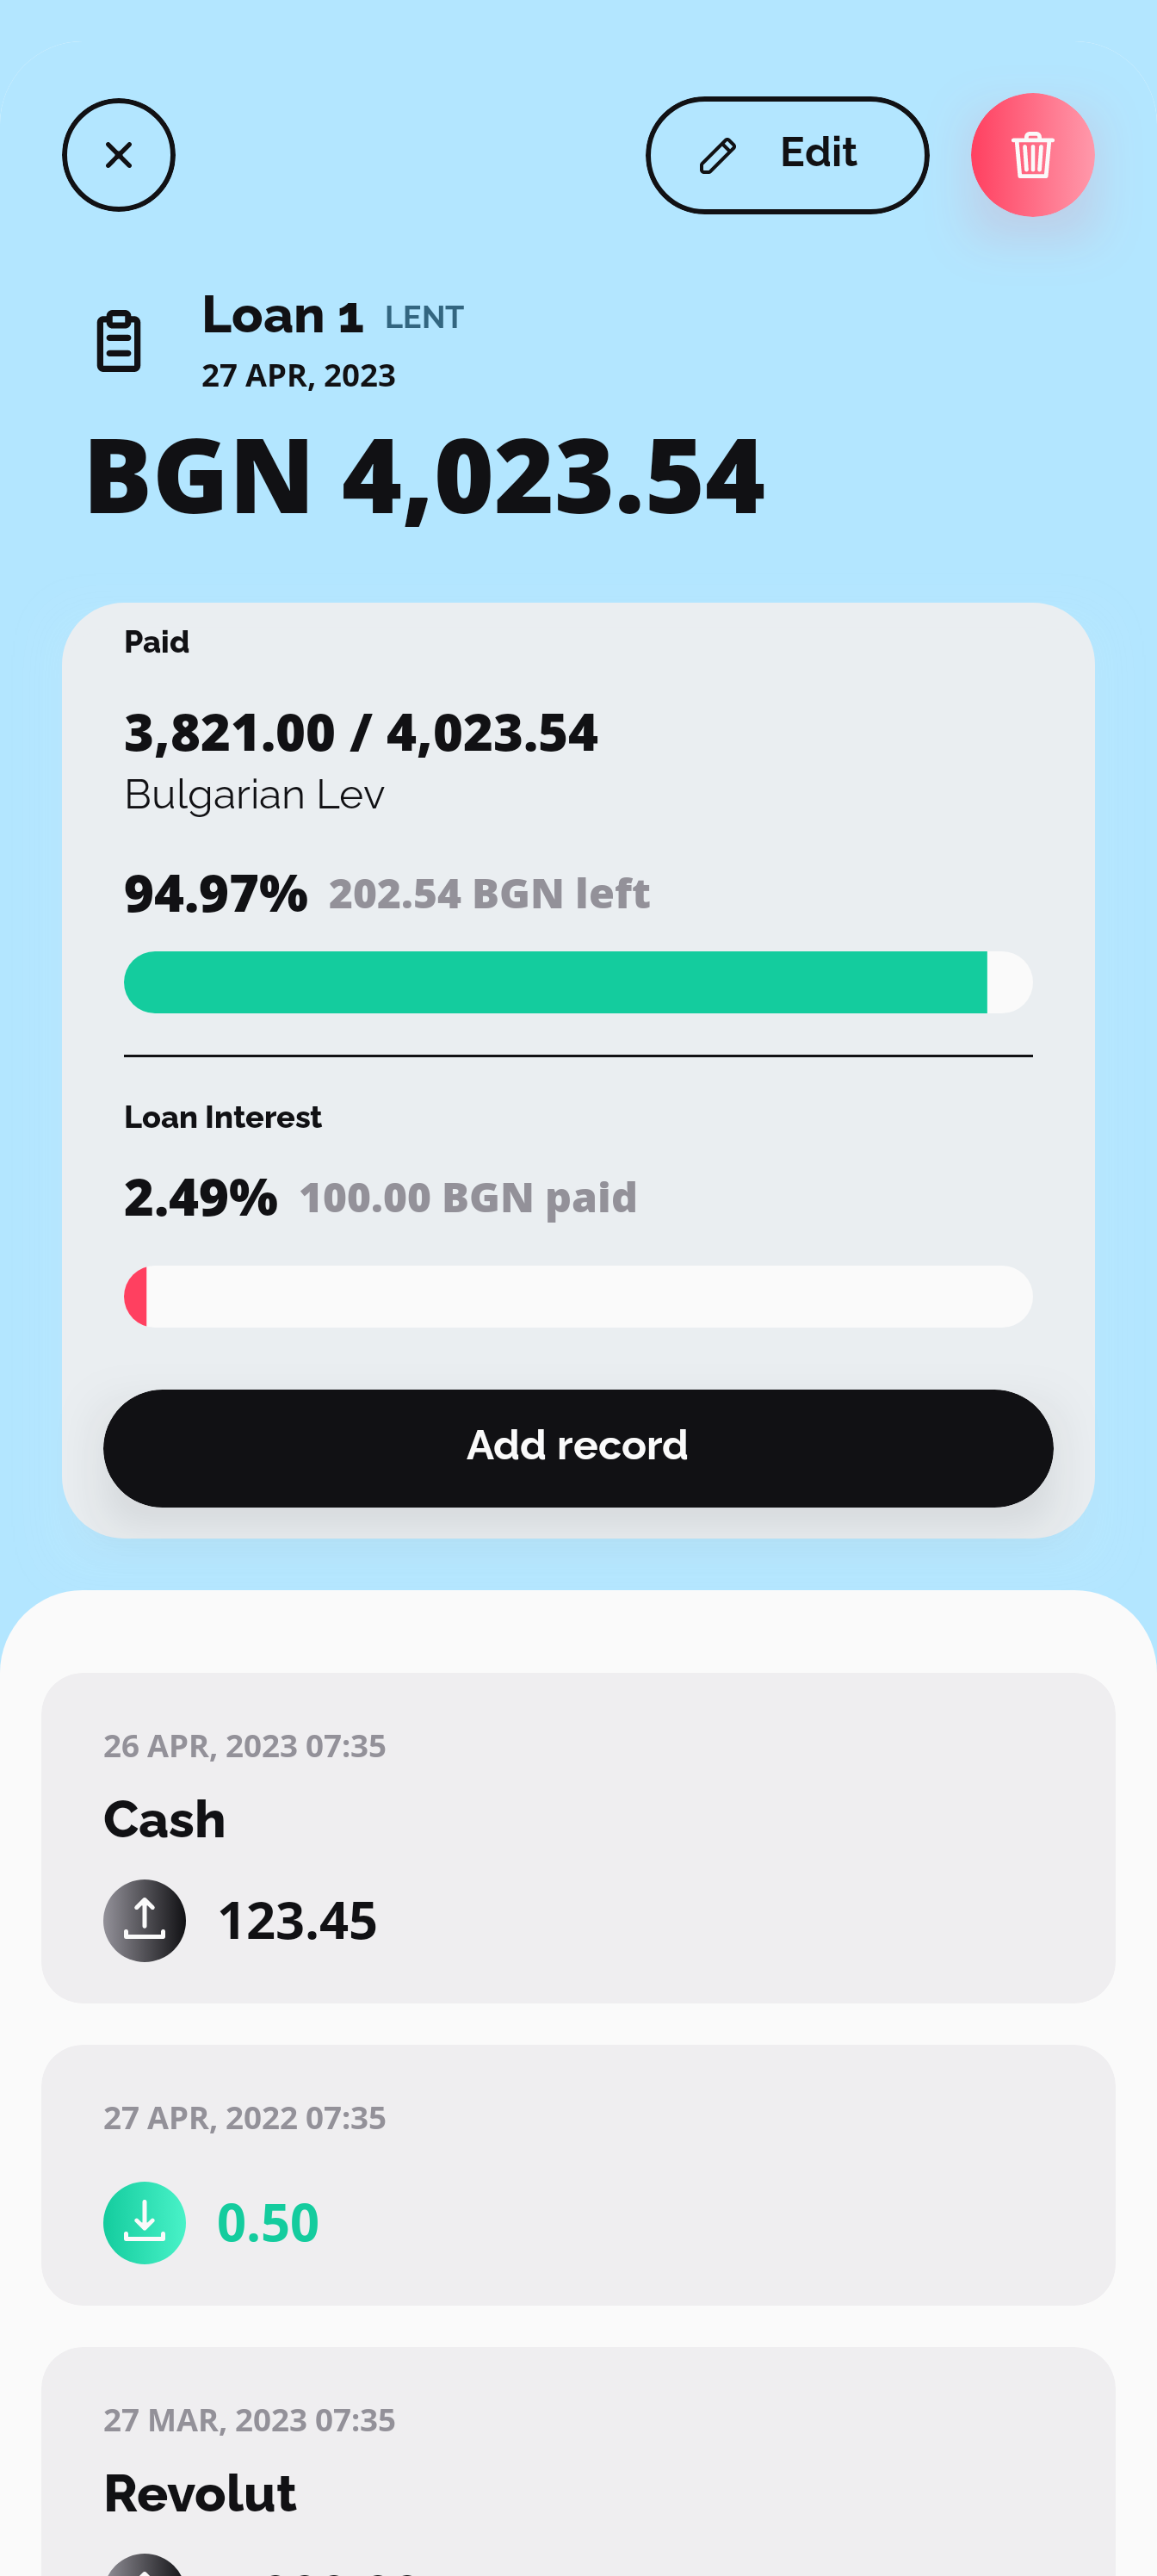 Edit
Loan 1 LENT
27 APR, 2023
BGN 4,023.54
Paid
3,821.00 / 4,023.54
Bulgarian Lev
94.97% 202.54 BGN left
Loan Interest
2.49% 100.00 BGN paid
Add record
26 APR, 2023 07:35
Cash
123.45
27 APR, 2022 07:35
0.50
27 MAR, 2023 07:35
Revolut